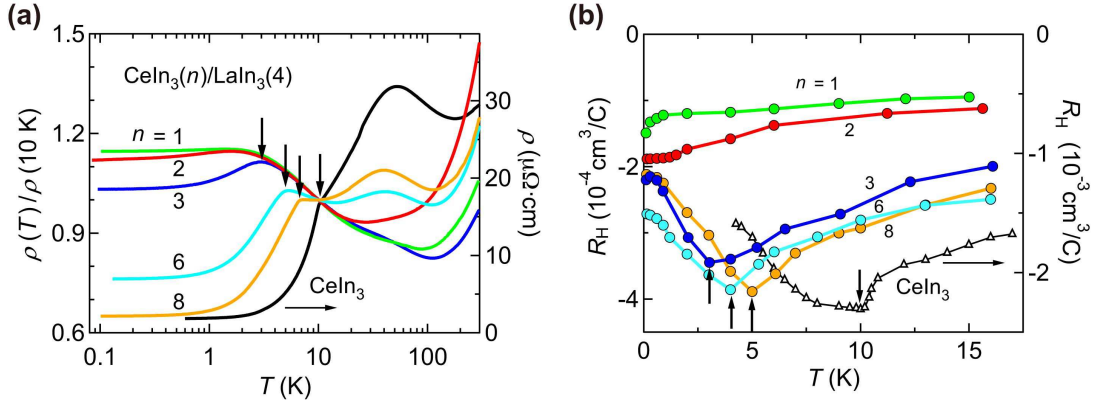 (a)
1.5
1.2
0.9
0.6
ρ (T) / ρ (10 K)
CeIn3(n)/LaIn3(4)
n = 1
2
3
6
8
CeIn3
30
20
10
0
ρ (μΩ·cm)
0.1
1
10
100
T (K)
(b)
0
-2
-4
RH (10-4 cm3/C)
n = 1
2
3
6
8
CeIn3
0
-1
-2
RH (10-3cm3/C)
0
5
10
15
T (K)